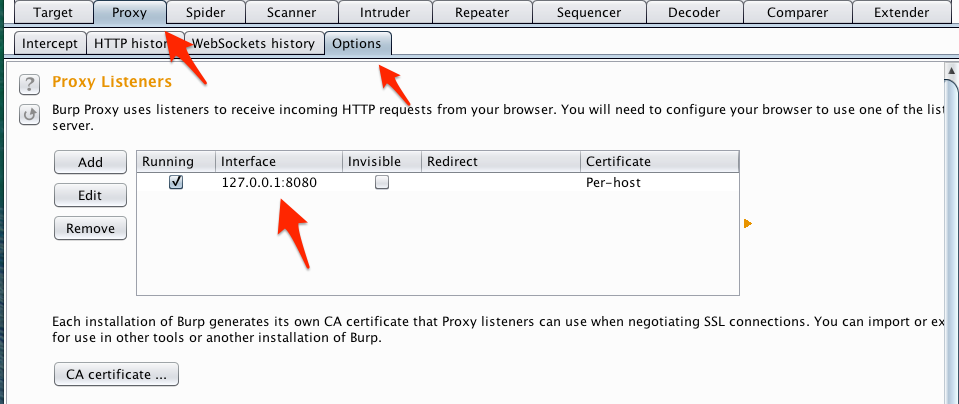 Target Proxy Spider Scanner Intruder Repeater Sequencer Decoder Comparer Extender
Intercept HTTP history WebSockets history Options
? Proxy Listeners
Burp Proxy uses listeners to receive incoming HTTP requests from your browser. You will need to configure your browser to use one of the list
server.
Add Running Interface Invisible Redirect Certificate
127.0.0.1:8080 Per-host
Edit
Remove
Each installation of Burp generates its own CA certificate that Proxy listeners can use when negotiating SSL connections. You can import or ex
for use in other tools or another installation of Burp.
CA certificate ...